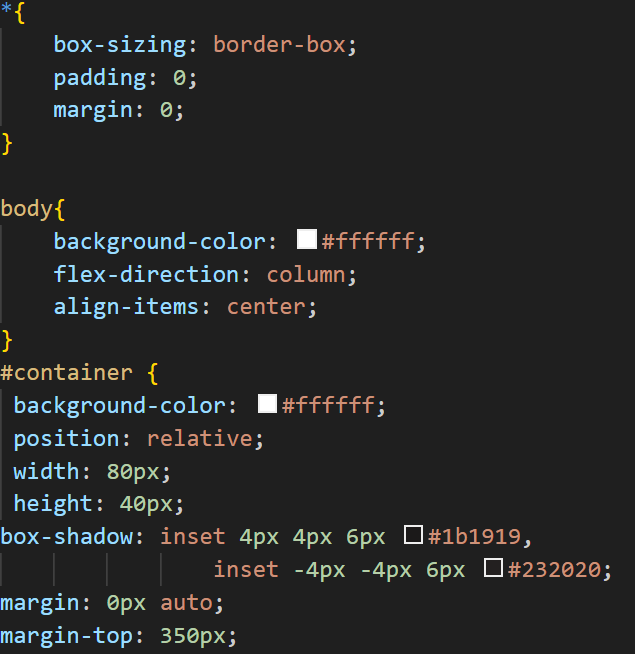 *{
    box-sizing: border-box;
    padding: 0;
    margin: 0;
}

body{
    background-color: #ffffff;
    flex-direction: column;
    align-items: center;
}
#container {
 background-color: #ffffff;
 position: relative;
 width: 80px;
 height: 40px;
box-shadow: inset 4px 4px 6px #1b1919,
                inset -4px -4px 6px #232020;
margin: 0px auto;
margin-top: 350px;